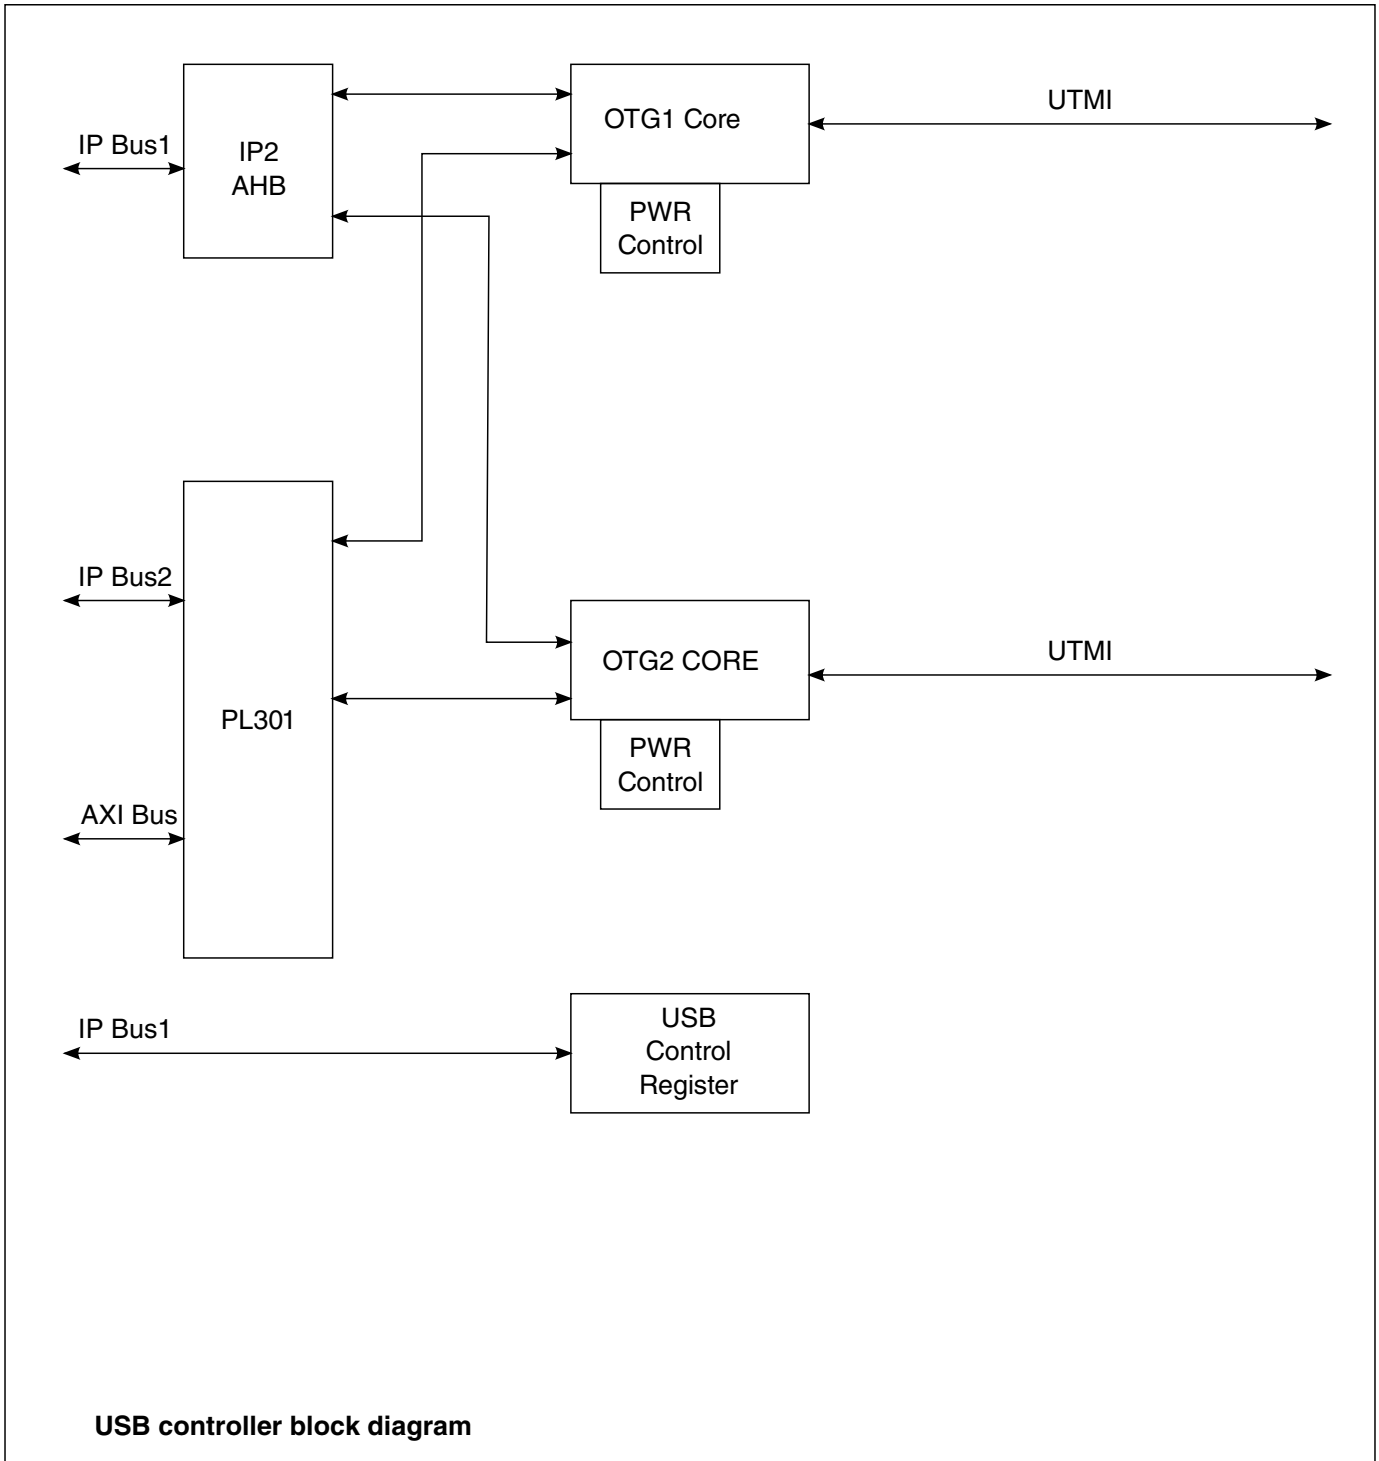 IP Bus1
IP2
AHB
OTG1 Core
UTMI
PWR
Control
IP Bus2
PL301
OTG2 CORE
UTMI
PWR
Control
AXI Bus
IP Bus1
USB
Control
Register
USB controller block diagram